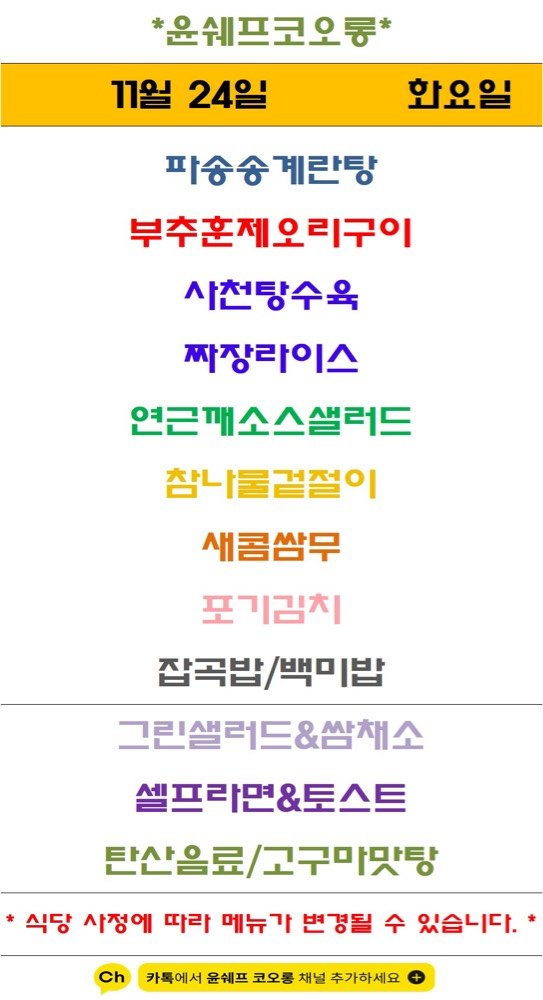 *윤쉐프코오롱*
11월 24일 화요일
파송송계란탕
부추훈제오리구이
사천탕수육
짜장라이스
연근깨소스샐러드
참나물겉절이
새콤쌈무
포기김치
잡곡밥/백미밥
그린샐러드&쌈채소
셀프라면&토스트
탄산음료/고구마맛탕
* 식당 사정에 따라 메뉴가 변경될 수 있습니다. *
Ch 카톡에서 윤쉐프 코오롱 채널 추가하세요 +